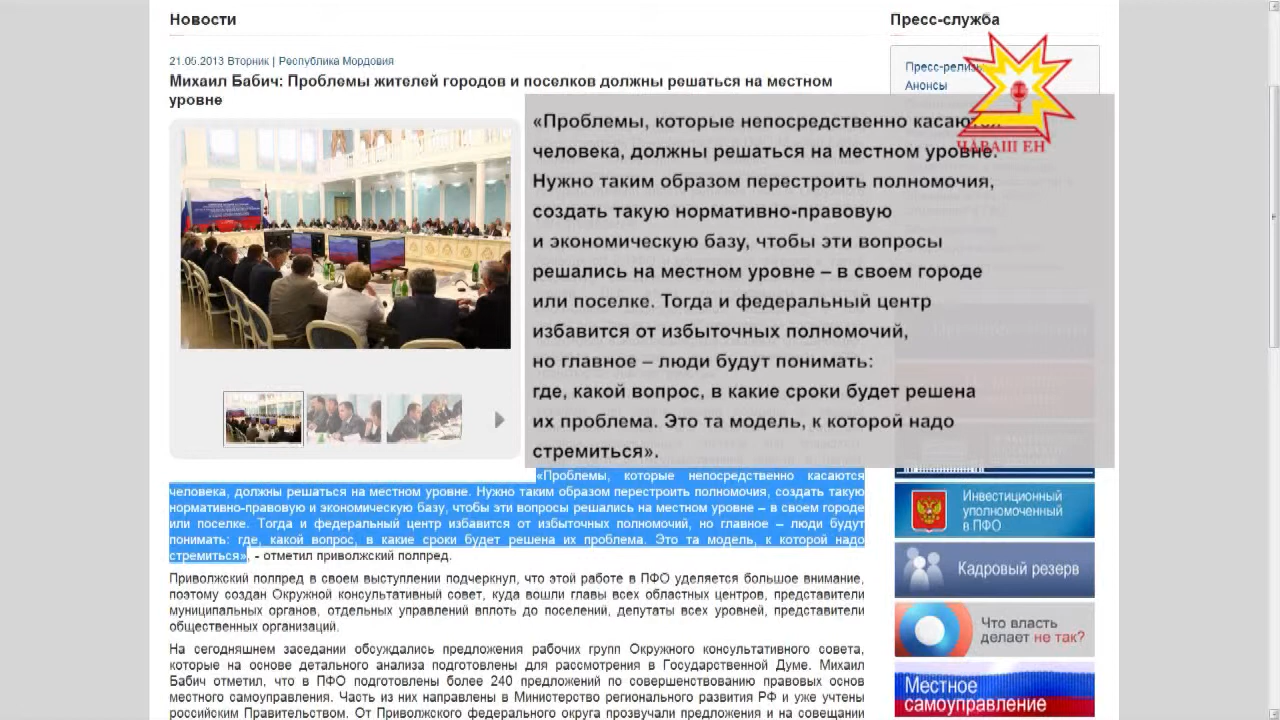 Новости
Пресс-служба
21.05.2013 Вторник | Республика Мордовия
Михаил Бабич: Проблемы жителей городов и поселков должны решаться на местном
уровне
Пресс-релизы
Анонсы
ЧӐВАШ ЕН
«Проблемы, которые непосредственно касаются
человека, должны решаться на местном уровне.
Нужно таким образом перестроить полномочия,
создать такую нормативно-правовую
и экономическую базу, чтобы эти вопросы
решались на местном уровне – в своем городе
или поселке. Тогда и федеральный центр
избавится от избыточных полномочий,
но главное – люди будут понимать:
где, какой вопрос, в какие сроки будет решена
их проблема. Это та модель, к которой надо
стремиться».
«Проблемы, которые непосредственно касаются
человека, должны решаться на местном уровне. Нужно таким образом перестроить полномочия, создать такую
нормативно-правовую и экономическую базу, чтобы эти вопросы решались на местном уровне – в своем городе
или поселке. Тогда и федеральный центр избавится от избыточных полномочий, но главное – люди будут
понимать: где, какой вопрос, в какие сроки будет решена их проблема. Это та модель, к которой надо
стремиться», - отметил приволжский полпред.
Приволжский полпред в своем выступлении подчеркнул, что этой работе в ПФО уделяется большое внимание,
поэтому создан Окружной консультативный совет, куда вошли главы всех областных центров, представители
муниципальных органов, отдельных управлений вплоть до поселений, депутаты всех уровней, представители
общественных организаций.
На сегодняшнем заседании обсуждались предложения рабочих групп Окружного консультативного совета,
которые на основе детального анализа подготовлены для рассмотрения в Государственной Думе. Михаил
Бабич отметил, что в ПФО подготовлены более 240 предложений по совершенствованию правовых основ
местного самоуправления. Часть из них направлены в Министерство регионального развития РФ и уже учтены
российским Правительством. От Приволжского федерального округа прозвучали предложения и на совещании
Инвестиционный
уполномоченный
в ПФО
Кадровый резерв
Что власть
делает не так?
Местное
самоуправление